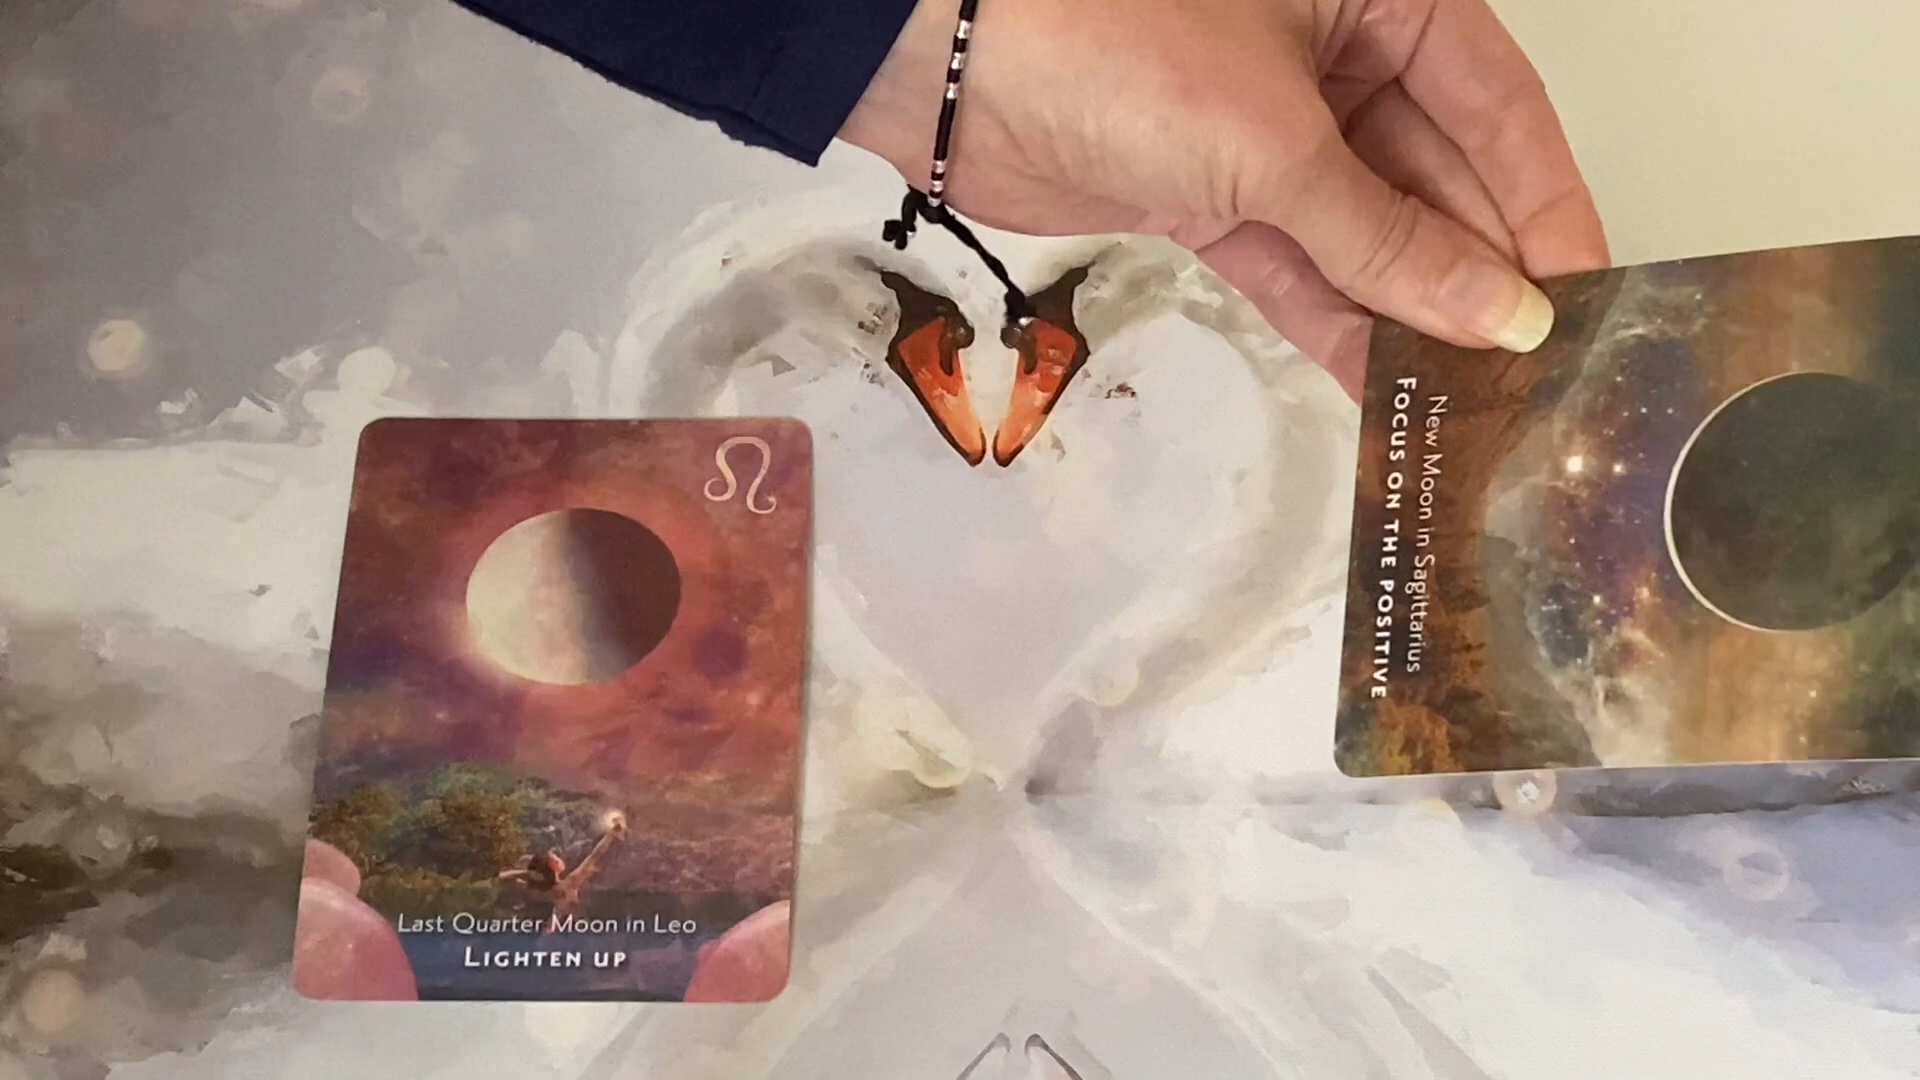 Last Quarter Moon in Leo
LIGHTEN UP
New Moon in Sagittarius
FOCUS ON THE POSITIVE